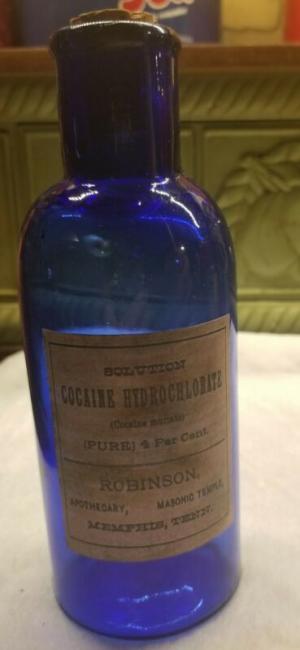 SOLUTION
COCAINE HYDROCHLORATE
(Cocaine muriate)
(PURE) 4 Per Cent.
ROBINSON,
APOTHECARY, MASONIC TEMPLE,
MEMPHIS, TENN.